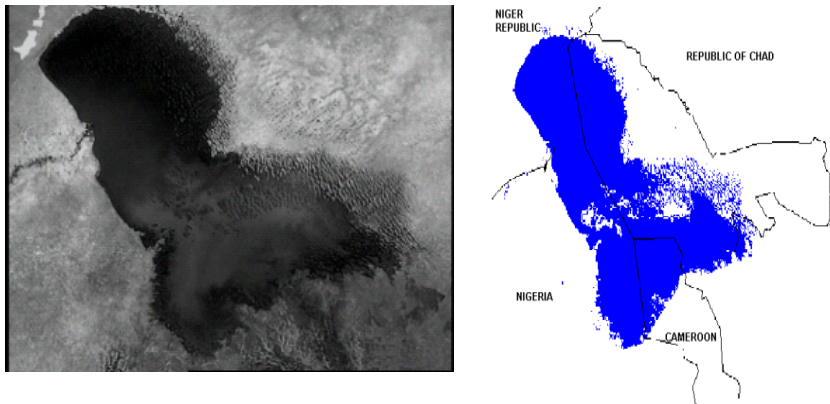 NIGER
REPUBLIC
REPUBLIC OF CHAD
NIGERIA
CAMEROON